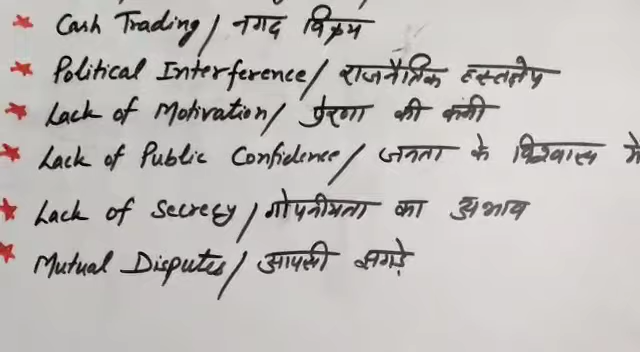 ★ Cash Trading / नगद विक्रय
★ Political Interference / राजनैतिक हस्तक्षेप
★ Lack of Motivation / प्रेरणा की कमी
★ Lack of Public Confidence / जनता के विश्वास में
★ Lack of Secrecy / गोपनीयता का अभाव
★ Mutual Disputes / आपसी झगड़े